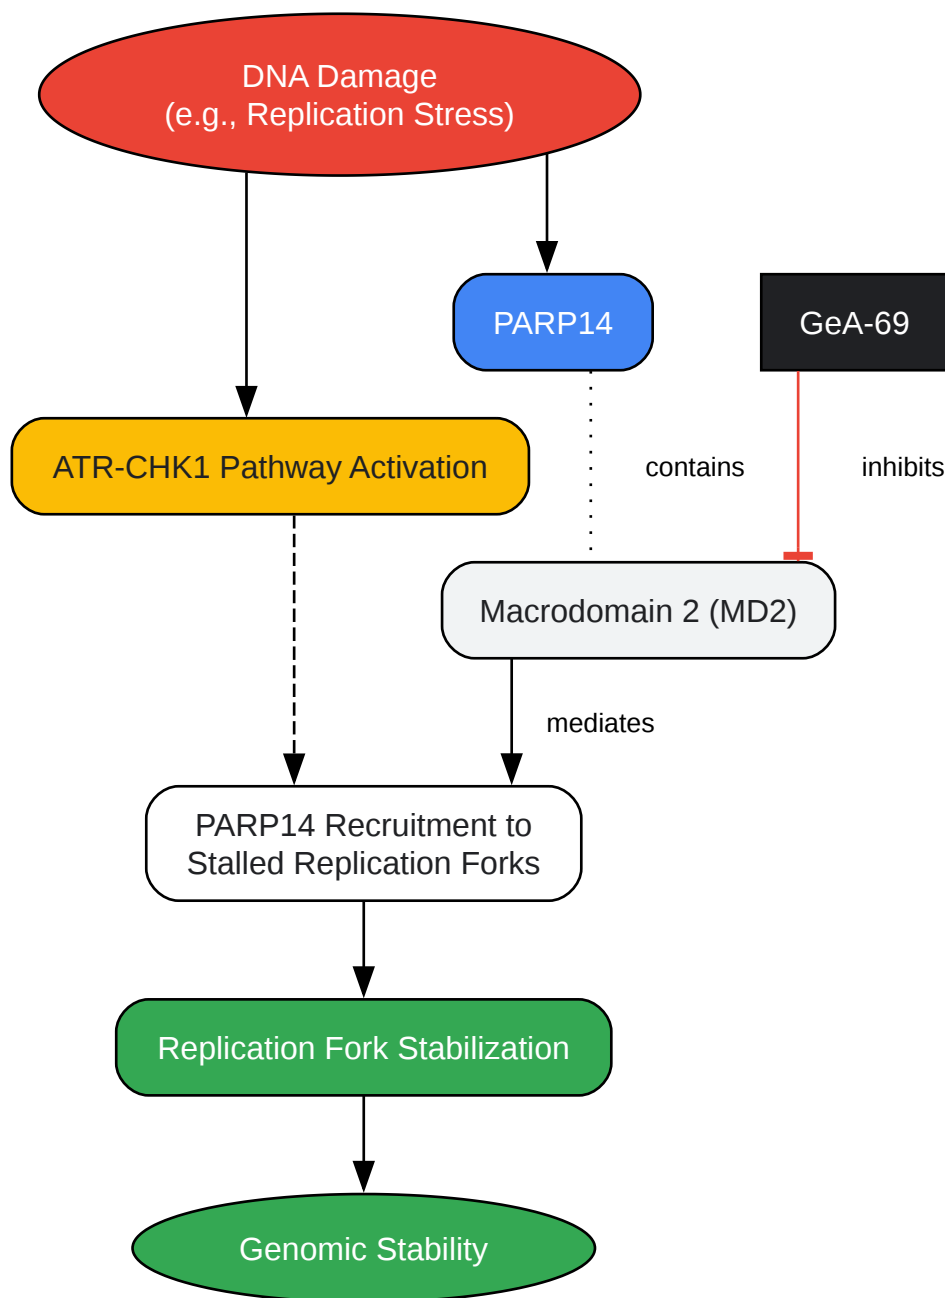 DNA Damage
(e.g., Replication Stress)
PARP14
GeA-69
ATR-CHK1 Pathway Activation
contains
inhibits
Macrodomain 2 (MD2)
mediates
PARP14 Recruitment to
Stalled Replication Forks
Replication Fork Stabilization
Genomic Stability